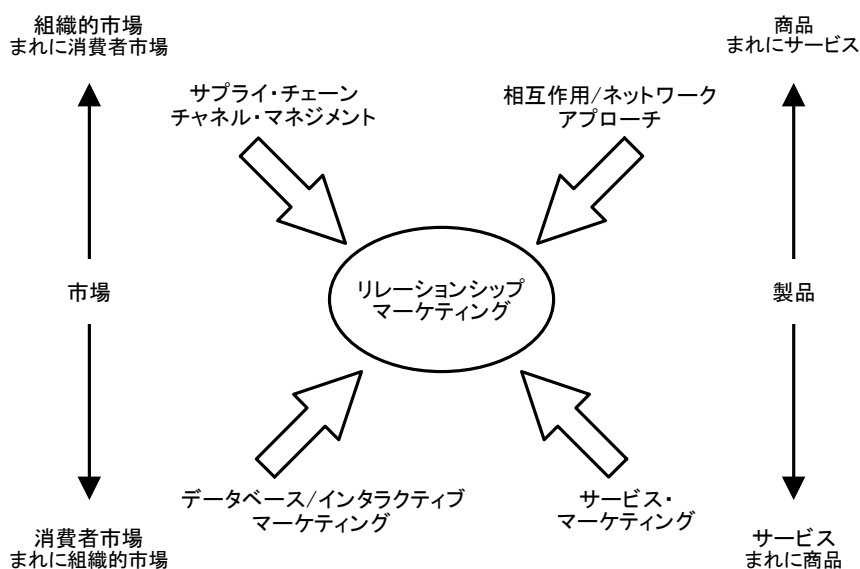 組織的市場
まれに消費者市場
商品
まれにサービス
サプライ・チェーン
チャネル・マネジメント
相互作用/ネットワーク
アプローチ
市場
リレーションシップ
マーケティング
製品
データベース/インタラクティブ
マーケティング
サービス・
マーケティング
消費者市場
まれに組織的市場
サービス
まれに商品